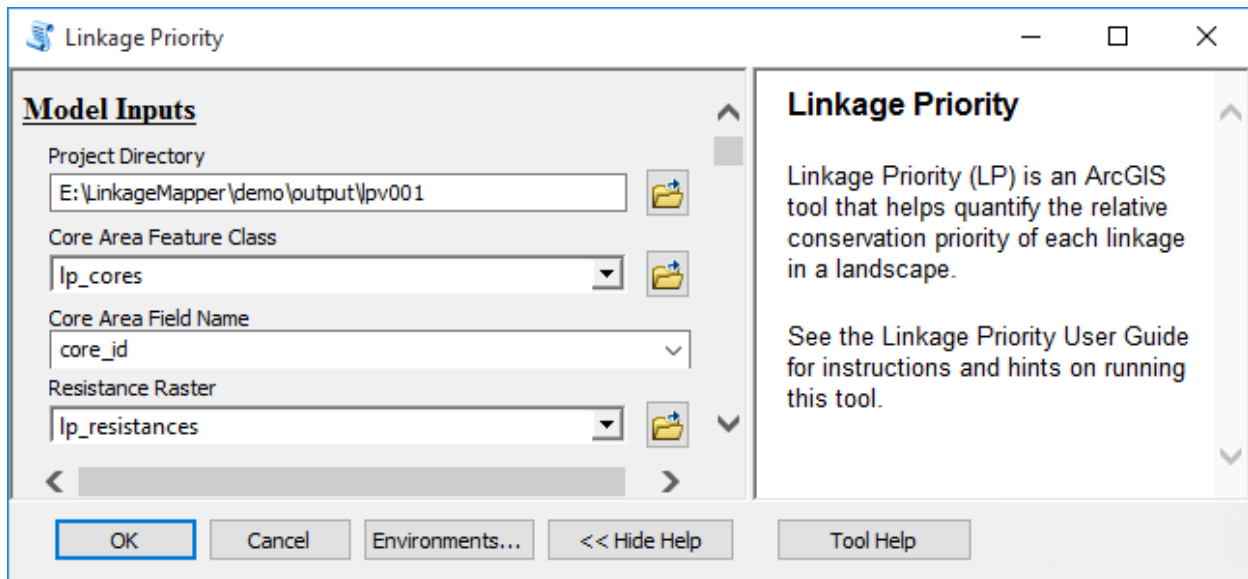 Linkage Priority
Model Inputs
Project Directory
E:\LinkageMapper\demo\output\lpv001
Core Area Feature Class
lp_cores
Core Area Field Name
core_id
Resistance Raster
lp_resistances
Linkage Priority
Linkage Priority (LP) is an ArcGIS
tool that helps quantify the relative
conservation priority of each linkage
in a landscape.
See the Linkage Priority User Guide
for instructions and hints on running
this tool.
OK
Cancel
Environments...
<< Hide Help
Tool Help